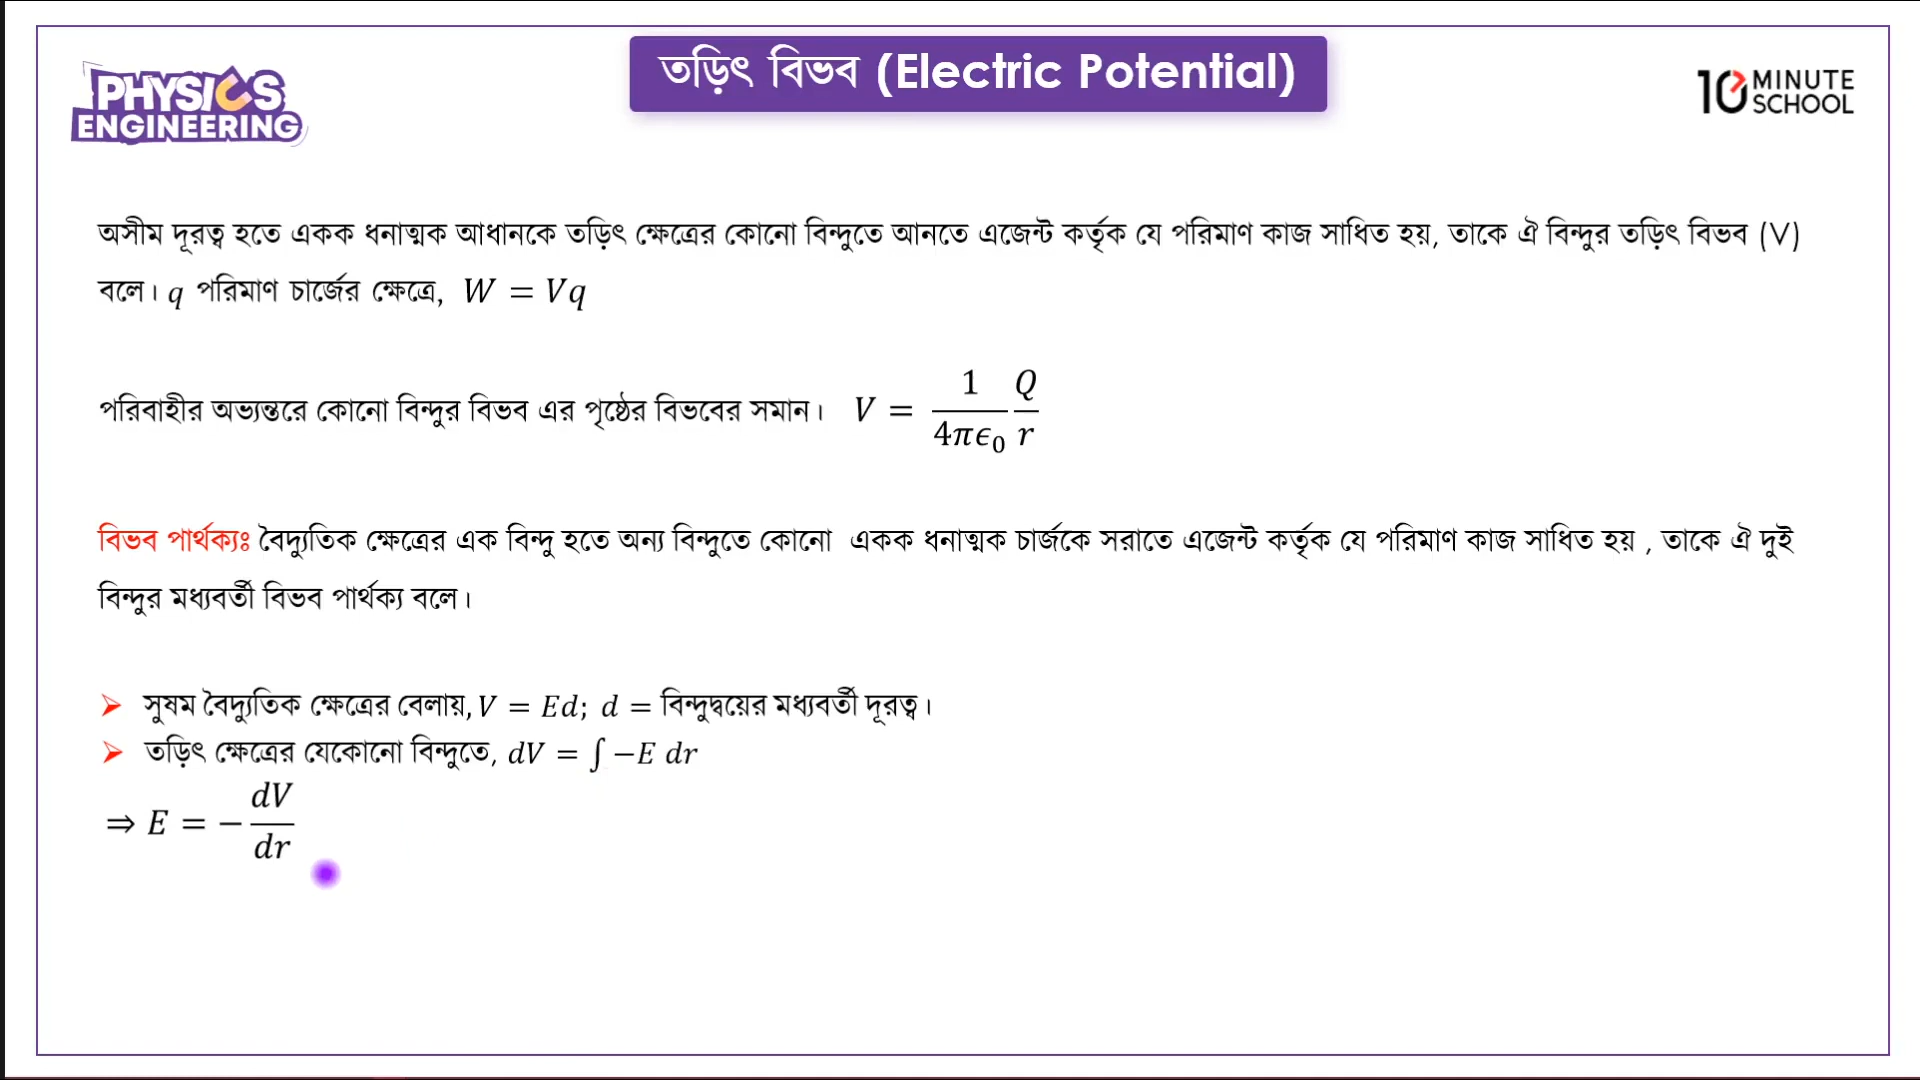 তড়িৎ বিভব (Electric Potential)
PHYSICS
ENGINEERING
10 MINUTE
SCHOOL
অসীম দূরত্ব হতে একক ধনাত্মক আধানকে তড়িৎ ক্ষেত্রের কোনো বিন্দুতে আনতে এজেন্ট কর্তৃক যে পরিমাণ কাজ সাধিত হয়, তাকে ঐ বিন্দুর তড়িৎ বিভব (V)
বলে। q পরিমাণ চার্জের ক্ষেত্রে, W = Vq
পরিবাহীর অভ্যন্তরে কোনো বিন্দুর বিভব এর পৃষ্ঠের বিভবের সমান। V = \frac{1}{4πϵ₀}\frac{Q}{r}
বিভব পার্থক্যঃ বৈদ্যুতিক ক্ষেত্রের এক বিন্দু হতে অন্য বিন্দুতে কোনো একক ধনাত্মক চার্জকে সরাতে এজেন্ট কর্তৃক যে পরিমাণ কাজ সাধিত হয় , তাকে ঐ দুই
বিন্দুর মধ্যবর্তী বিভব পার্থক্য বলে।
➢ সুষম বৈদ্যুতিক ক্ষেত্রের বেলায়, V = Ed; d = বিন্দুদ্বয়ের মধ্যবর্তী দূরত্ব।
➢ তড়িৎ ক্ষেত্রের যেকোনো বিন্দুতে, dV = ∫ −E dr
⇒ E = −\frac{dV}{dr}